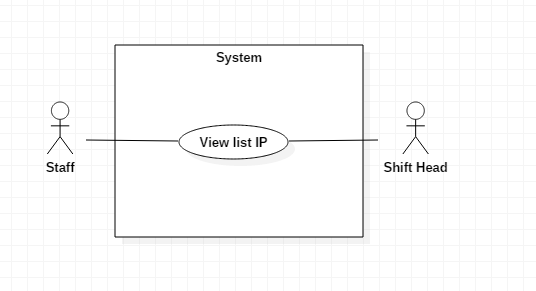 System
View list IP
Staff
Shift Head